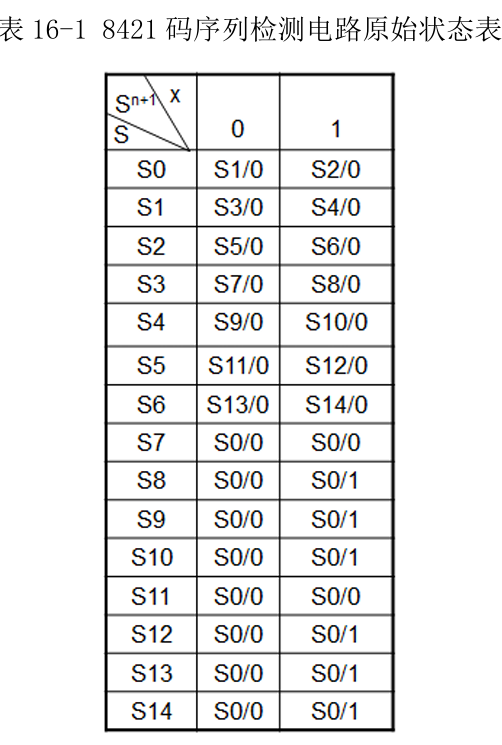 表 16-1 8421 码序列检测电路原始状态表
Sn+1 X
S 0 1
S0 S1/0 S2/0
S1 S3/0 S4/0
S2 S5/0 S6/0
S3 S7/0 S8/0
S4 S9/0 S10/0
S5 S11/0 S12/0
S6 S13/0 S14/0
S7 S0/0 S0/0
S8 S0/0 S0/1
S9 S0/0 S0/1
S10 S0/0 S0/1
S11 S0/0 S0/0
S12 S0/0 S0/1
S13 S0/0 S0/1
S14 S0/0 S0/1